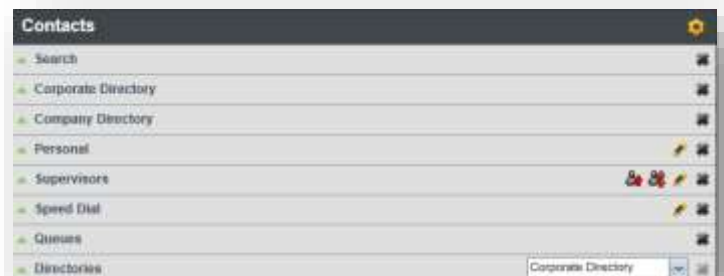 Contacts
Search
Corporate Directory
Company Directory
Personal
Supervisors
Speed Dial
Queues
Directories Corporate Directory